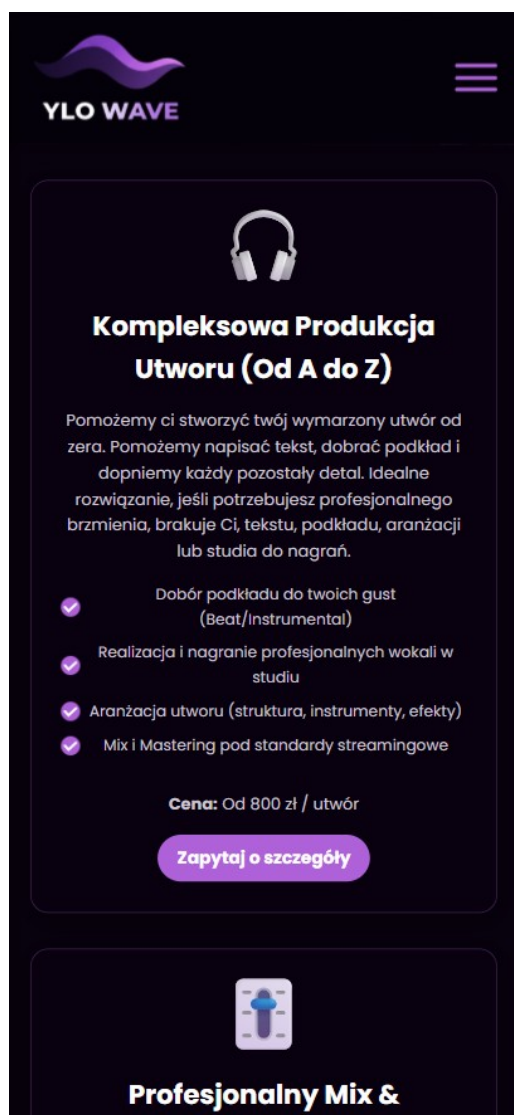 YLO WAVE
Kompleksowa Produkcja
Utworu (Od A do Z)
Pomożemy ci stworzyć twój wymarzony utwór od
zera. Pomożemy napisać tekst, dobrać podkład i
dopniemy każdy pozostały detal. Idealne
rozwiązanie, jeśli potrzebujesz profesjonalnego
brzmienia, brakuje Ci, tekstu, podkładu, aranżacji
lub studia do nagrań.
Dobór podkładu do twoich gust
(Beat/Instrumental)
Realizacja i nagranie profesjonalnych wokali w
studiu
Aranżacja utworu (struktura, instrumenty, efekty)
Mix i Mastering pod standardy streamingowe
Cena: Od 800 zł / utwór
Zapytaj o szczegóły
Profesjonalny Mix &